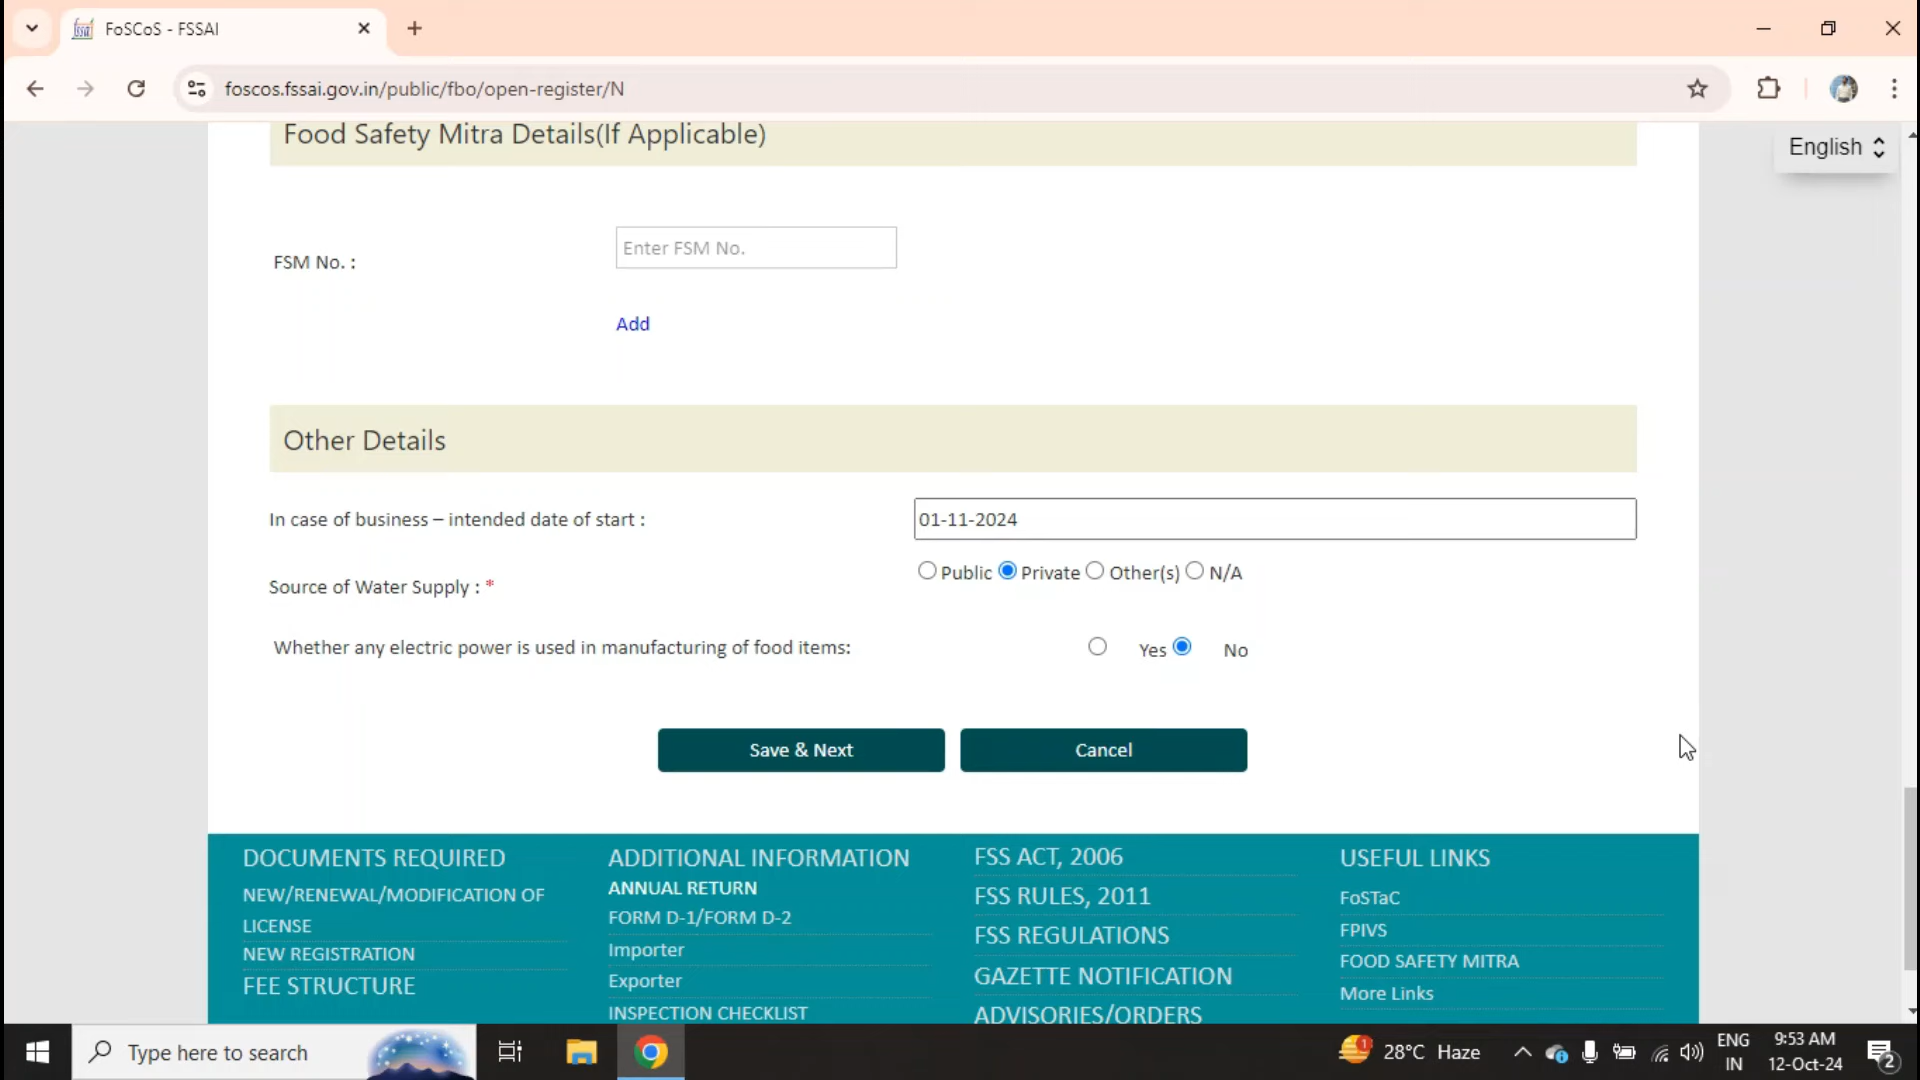 FoSCoS - FSSAI
foscos.fssai.gov.in/public/fbo/open-register/N
English
Food Safety Mitra Details(If Applicable)
FSM No. :
Enter FSM No.
Add
Other Details
In case of business – intended date of start :
01-11-2024
Source of Water Supply : *
Public Private Other(s) N/A
Whether any electric power is used in manufacturing of food items:
Yes No
Save & Next
Cancel
DOCUMENTS REQUIRED
NEW/RENEWAL/MODIFICATION OF
LICENSE
NEW REGISTRATION
FEE STRUCTURE
ADDITIONAL INFORMATION
ANNUAL RETURN
FORM D-1/FORM D-2
Importer
Exporter
INSPECTION CHECKLIST
FSS ACT, 2006
FSS RULES, 2011
FSS REGULATIONS
GAZETTE NOTIFICATION
ADVISORIES/ORDERS
USEFUL LINKS
FoSTaC
FPIVS
FOOD SAFETY MITRA
More Links
Type here to search
1
28°C Haze
ENG
IN
9:53 AM
12-Oct-24
2